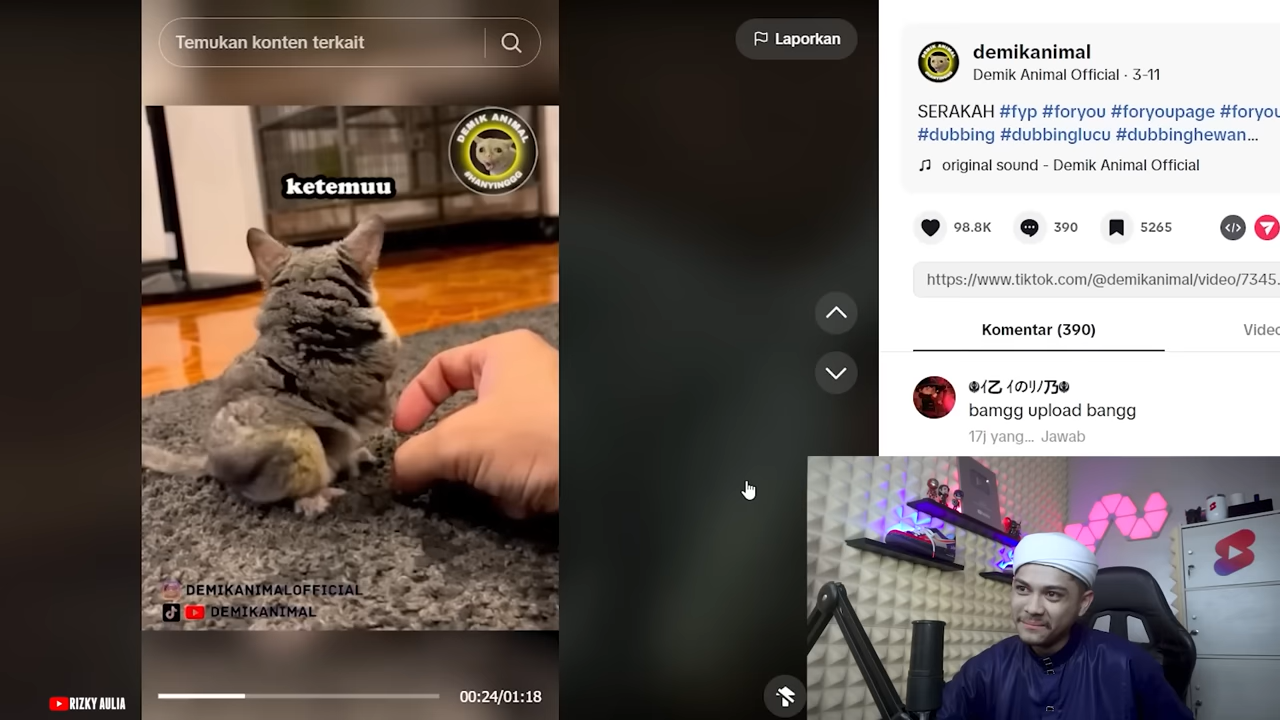 Temukan konten terkait
Laporkan
DEMIK ANIMAL
#HANYINGGG
ketemuu
DEMIKANIMALOFFICIAL
DEMIKANIMAL
00:24/01:18
RIZKY AULIA
demikanimal
Demik Animal Official · 3-11
SERAKAH #fyp #foryou #foryoupage #foryou
#dubbing #dubbinglucu #dubbinghewan...
original sound - Demik Animal Official
98.8K
390
5265
https://www.tiktok.com/@demikanimal/video/7345.
Komentar (390)
Video
bamgg upload bangg
17j yang... Jawab